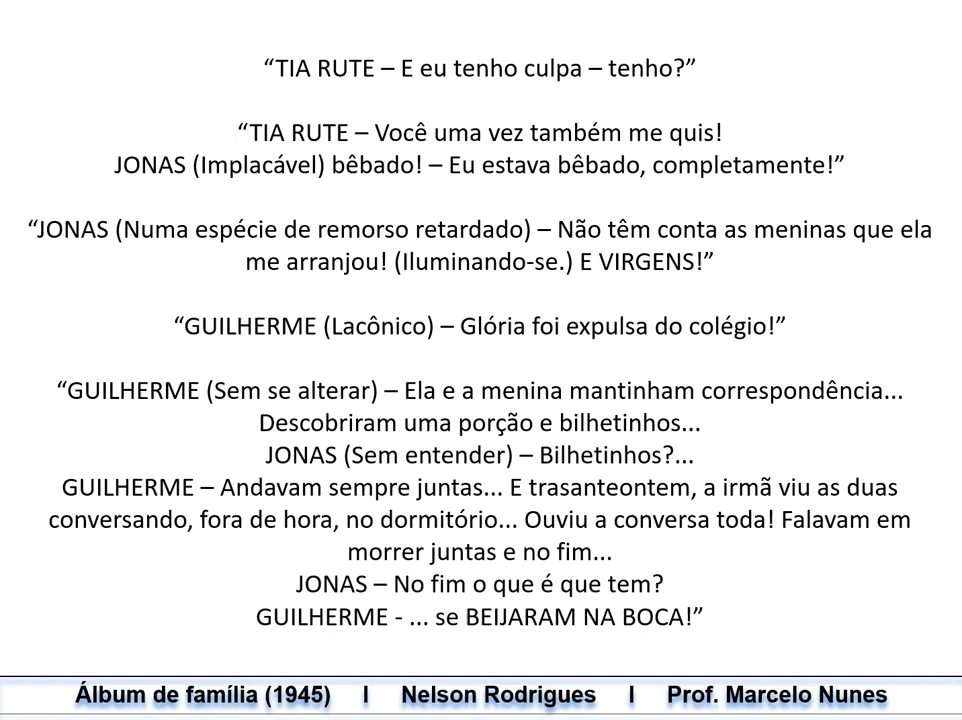 “TIA RUTE – E eu tenho culpa – tenho?”
“TIA RUTE – Você uma vez também me quis!
JONAS (Implacável) bêbado! – Eu estava bêbado, completamente!”
“JONAS (Numa espécie de remorso retardado) – Não têm conta as meninas que ela
me arranjou! (Iluminando-se.) E VIRGENS!”
“GUILHERME (Lacônico) – Glória foi expulsa do colégio!”
“GUILHERME (Sem se alterar) – Ela e a menina mantinham correspondência...
Descobriram uma porção e bilhetinhos...
JONAS (Sem entender) – Bilhetinhos?...
GUILHERME – Andavam sempre juntas... E trasanteontem, a irmã viu as duas
conversando, fora de hora, no dormitório... Ouviu a conversa toda! Falavam em
morrer juntas e no fim...
JONAS – No fim o que é que tem?
GUILHERME - ... se BEIJARAM NA BOCA!”
Álbum de família (1945) I Nelson Rodrigues I Prof. Marcelo Nunes